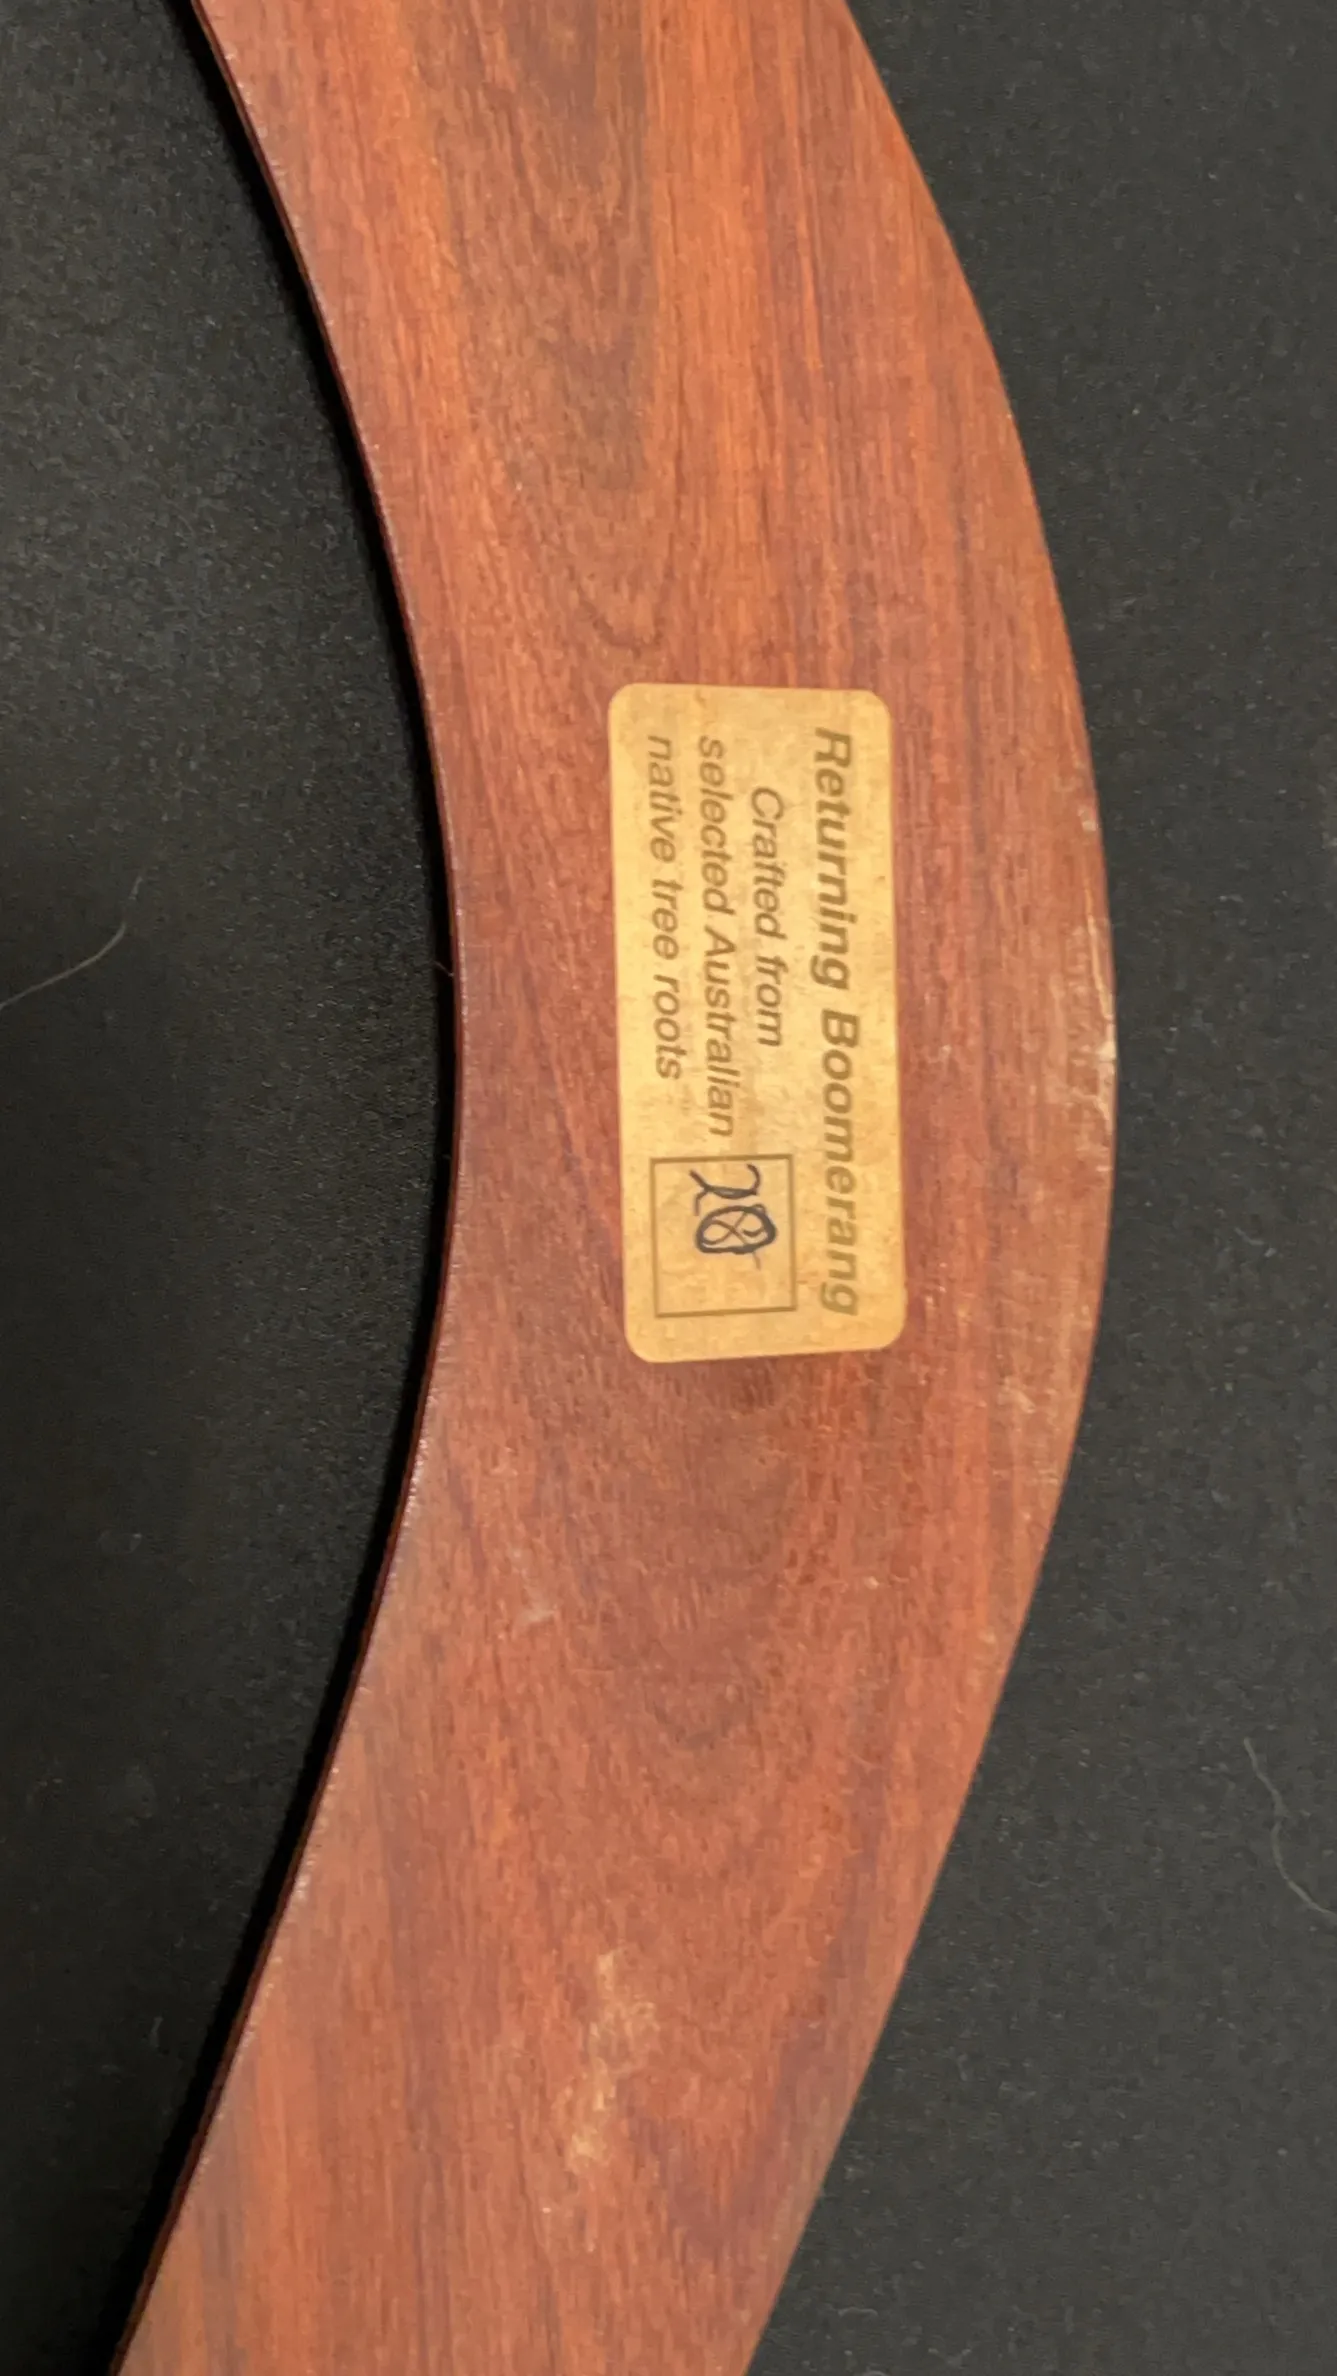 Returning Boomerang
Crafted from
selected Australian
native tree roots